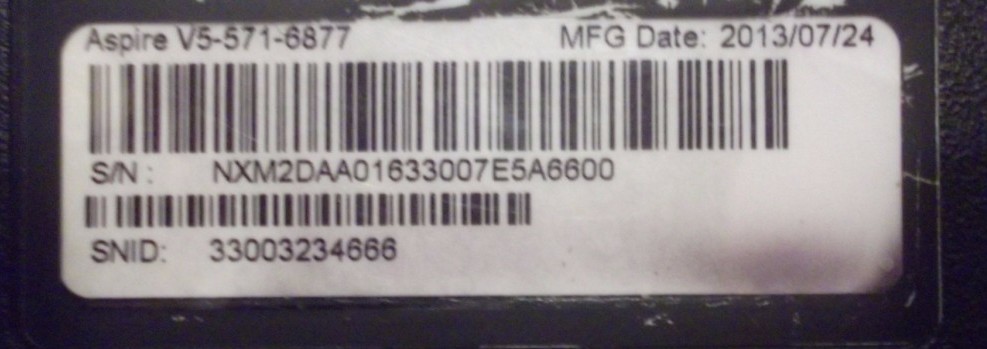 Aspire V5-571-6877 MFG Date: 2013/07/24
S/N : NXM2DAA01633007E5A6600
SNID: 33003234666